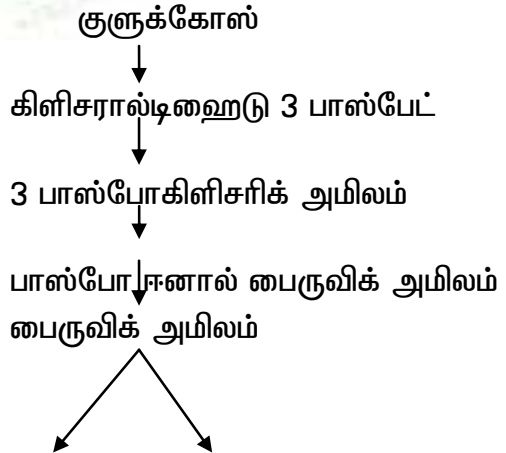 குளுக்கோஸ்
கிளிசரால்டிஹைடு 3 பாஸ்பேட்
3 பாஸ்போகிளிசரிக் அமிலம்
பாஸ்போ ஈனால் பைருவிக் அமிலம்
பைருவிக் அமிலம்